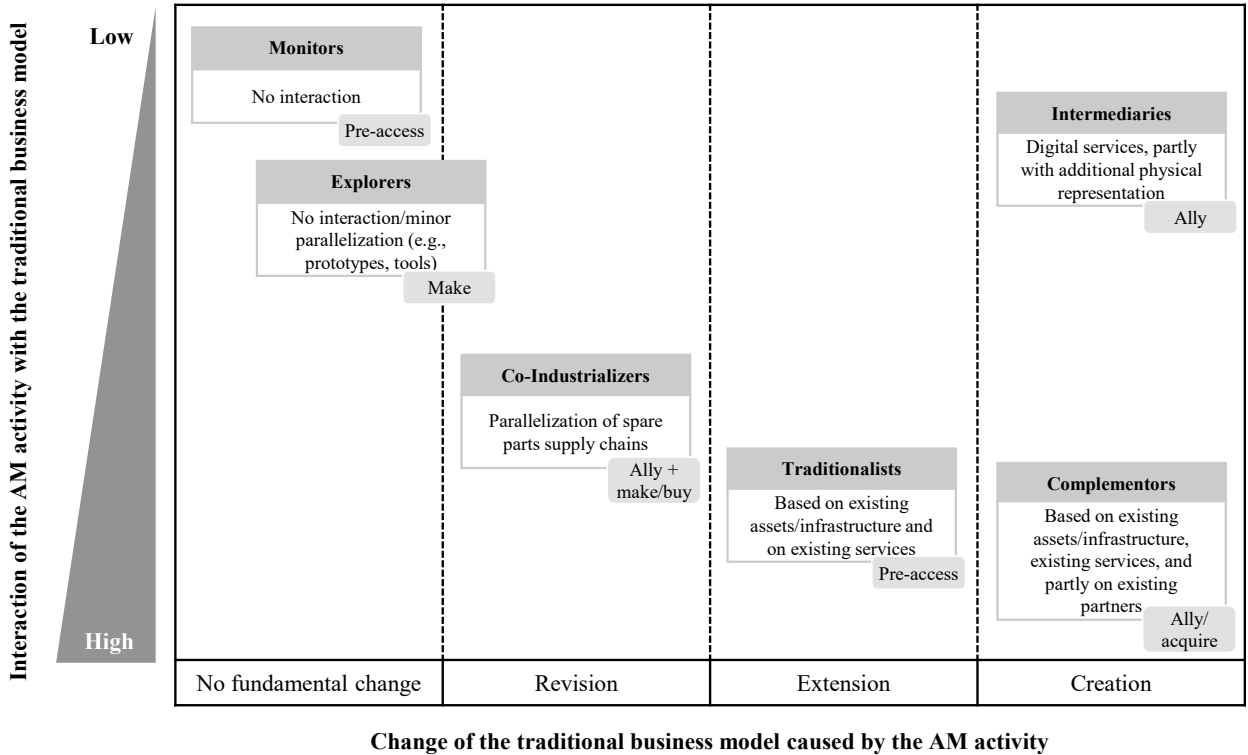 Interaction of the AM activity with the traditional business model
Low
High
Monitors
No interaction
Pre-access
Explorers
No interaction/minor
parallelization (e.g.,
prototypes, tools)
Make
Co-Industrializers
Parallelization of spare
parts supply chains
Ally +
make/buy
Traditionalists
Based on existing
assets/infrastructure and
on existing services
Pre-access
Intermediaries
Digital services, partly
with additional physical
representation
Ally
Complementors
Based on existing
assets/infrastructure,
existing services, and
partly on existing
partners
Ally/
acquire
No fundamental change
Revision
Extension
Creation
Change of the traditional business model caused by the AM activity